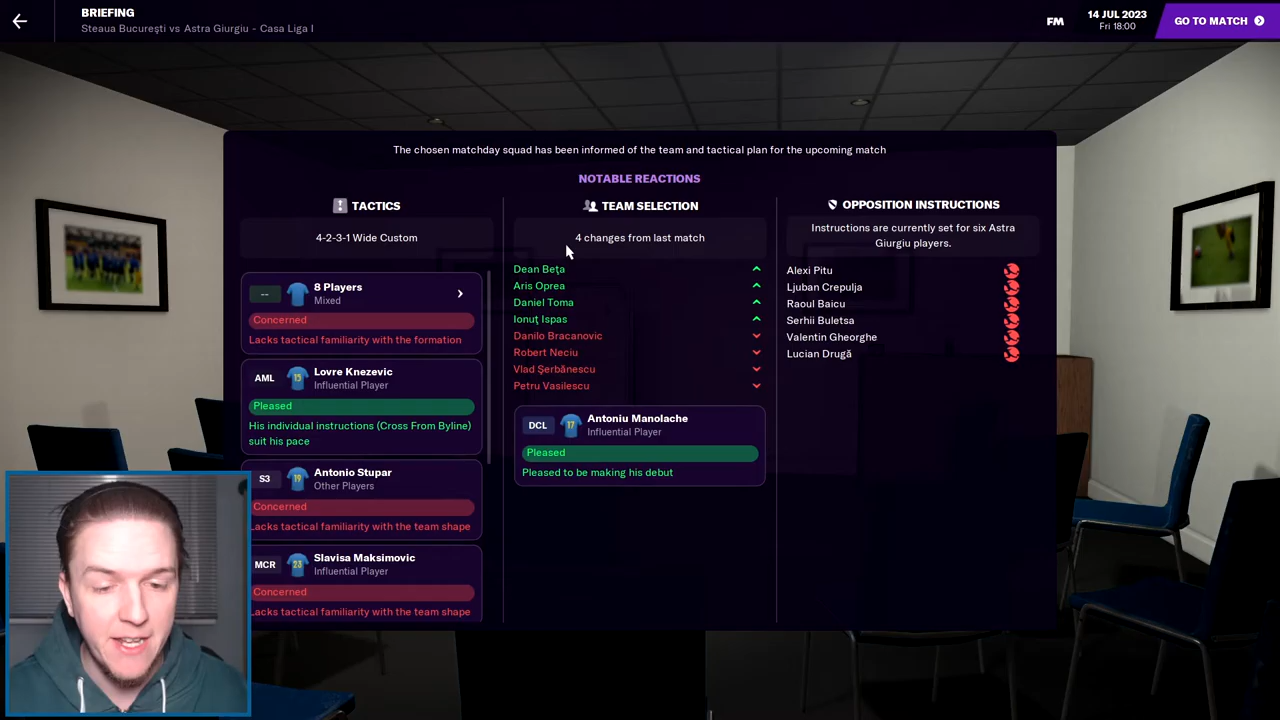 BRIEFING
Steaua București vs Astra Giurgiu - Casa Liga I
FM
14 JUL 2023
Fri 18:00
GO TO MATCH
The chosen matchday squad has been informed of the team and tactical plan for the upcoming match
NOTABLE REACTIONS
TACTICS
4-2-3-1 Wide Custom
--
8 Players
Mixed
Concerned
Lacks tactical familiarity with the formation
AML
15
Lovre Knezevic
Influential Player
Pleased
His individual instructions (Cross From Byline)
suit his pace
S3
19
Antonio Stupar
Other Players
Concerned
Lacks tactical familiarity with the team shape
MCR
23
Slavisa Maksimovic
Influential Player
Concerned
Lacks tactical familiarity with the team shape
TEAM SELECTION
4 changes from last match
Dean Beţa
Aris Oprea
Daniel Toma
Ionuţ Ispas
Danilo Bracanovic
Robert Neciu
Vlad Şerbănescu
Petru Vasilescu
DCL
17
Antoniu Manolache
Influential Player
Pleased
Pleased to be making his debut
OPPOSITION INSTRUCTIONS
Instructions are currently set for six Astra
Giurgiu players.
Alexi Pitu
Ljuban Crepulja
Raoul Baicu
Serhii Buletsa
Valentin Gheorghe
Lucian Drugă